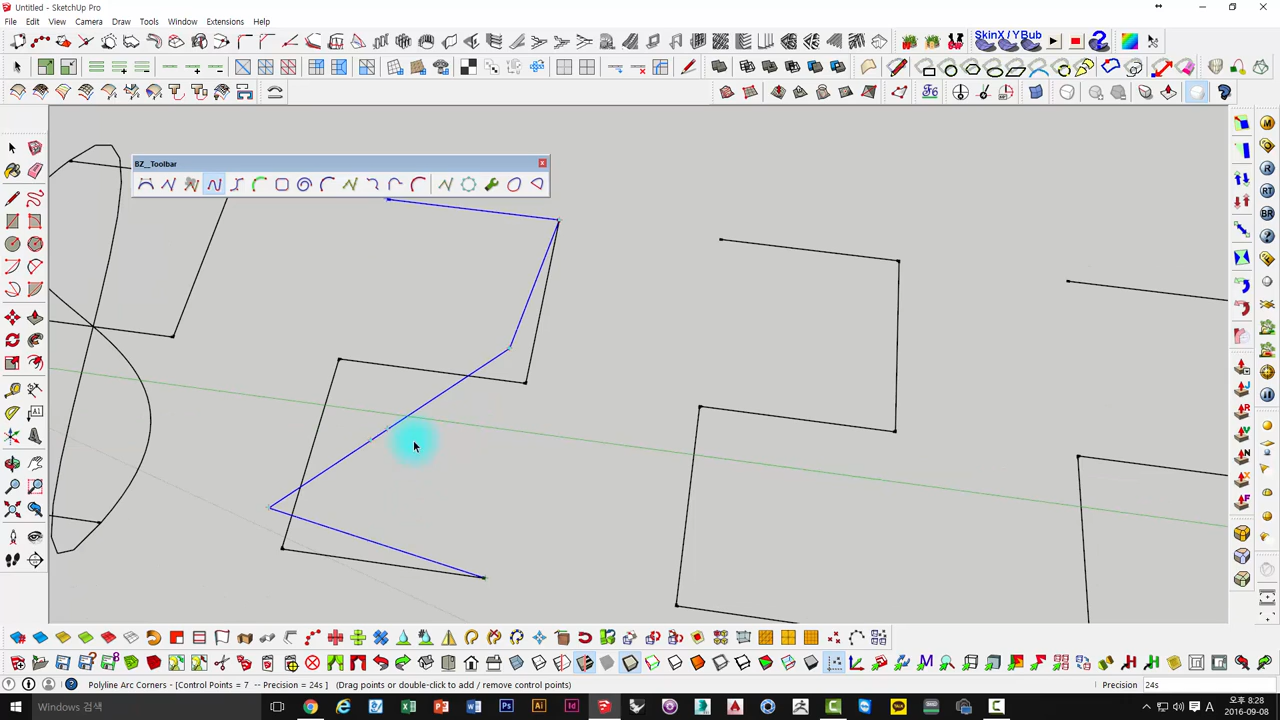 Untitled - SketchUp Pro
File Edit View Camera Draw Tools Window Extensions Help
SkinX / YBub
BZ__Toolbar
Polyline Arc Corners - [Control Points = 7 -- Precision = 24s] (Drag points or double-click to add / remove control points)
Precision 24s
Windows 검색
A 오후 8:28
2016-09-08